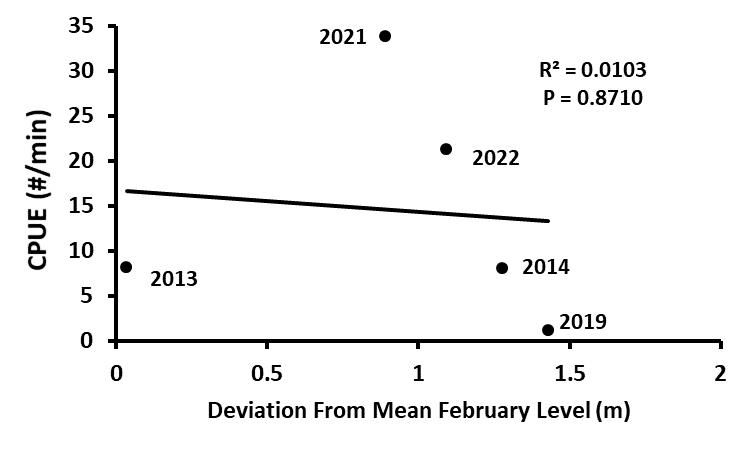 35
30
25
20
15
10
5
0
CPUE (#/min)
2021
R² = 0.0103
P = 0.8710
2022
2013
2014
2019
0 0.5 1 1.5 2
Deviation From Mean February Level (m)